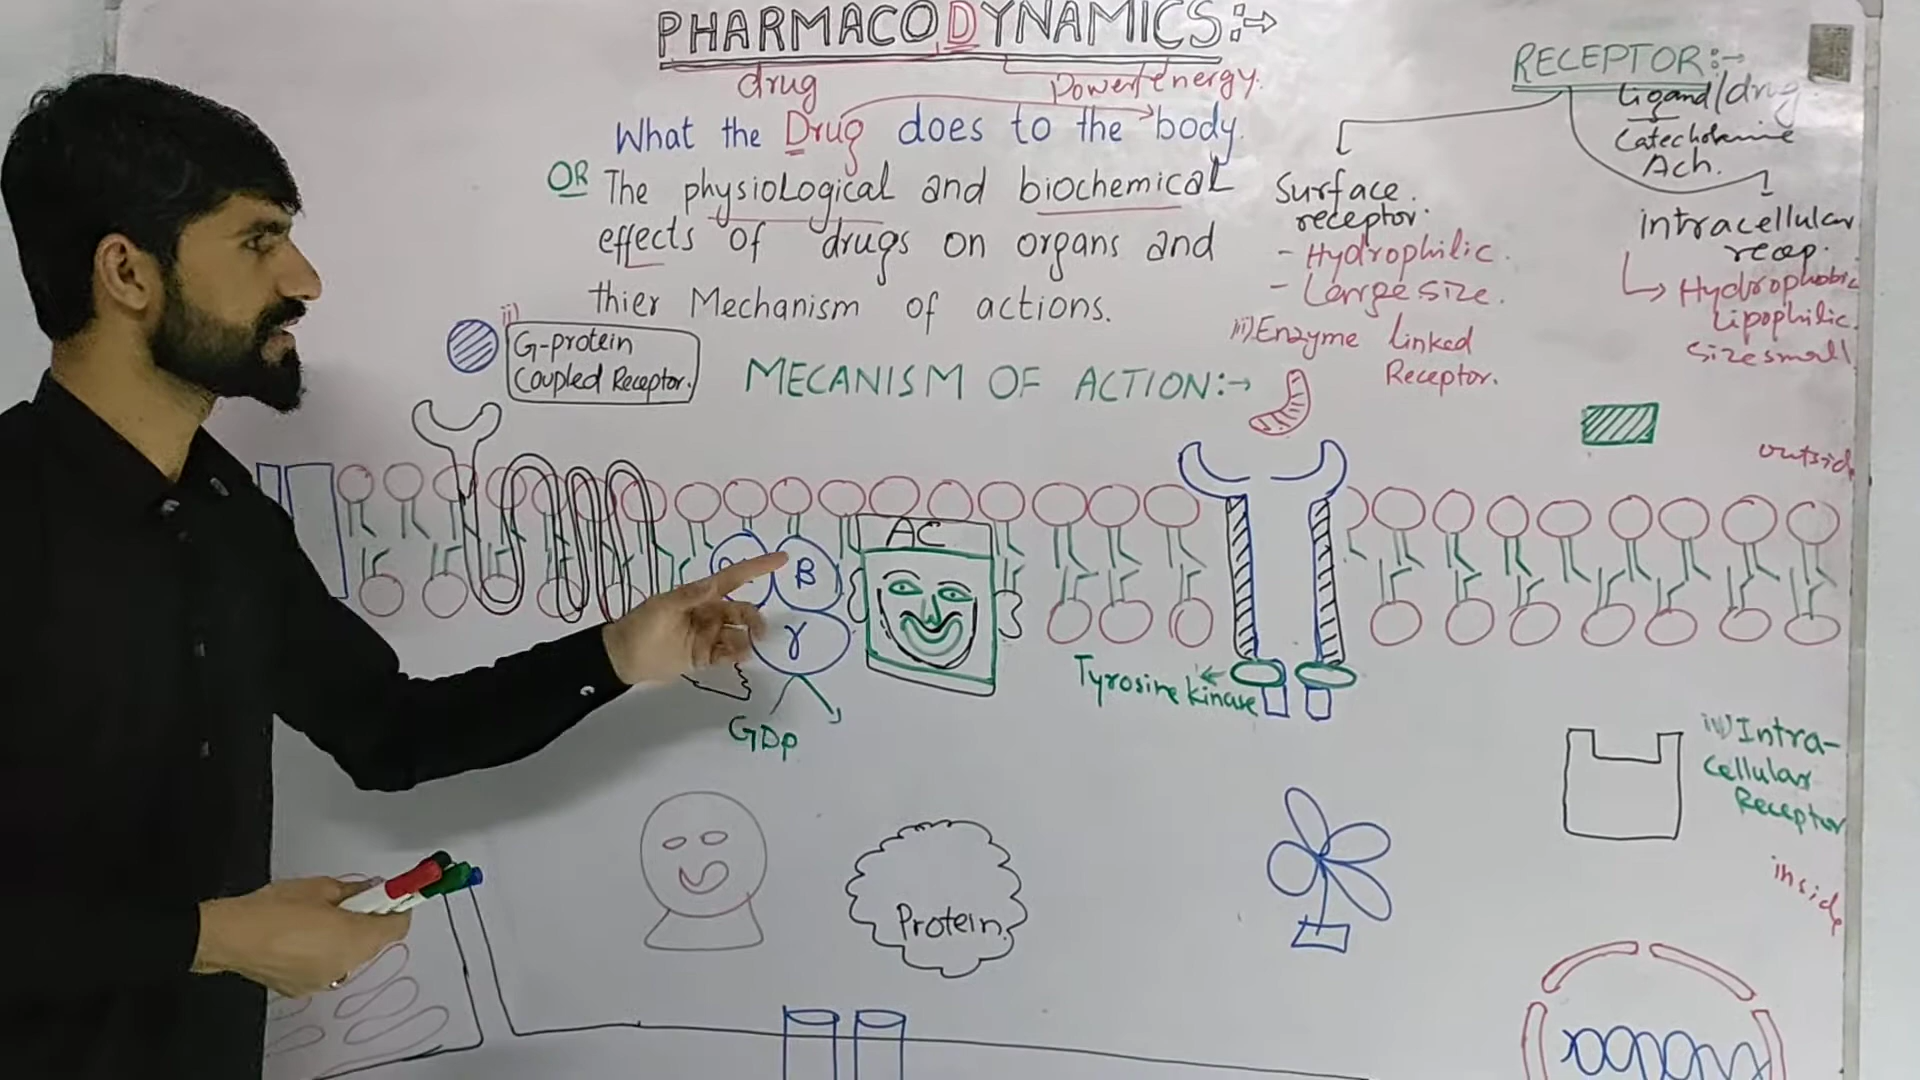 PHARMACODYNAMICS:→
drug
Power/energy.
What the Drug does to the body.
OR The physiological and biochemical
effects of drugs on organs and
thier Mechanism of actions.
MECANISM OF ACTION:→
RECEPTOR:→
Ligand/drug
Catecholamine
Ach.
Surface
receptor.
- Hydrophilic.
- Large size.
intracellular
recep.
Hydrophobic
Lipophilic.
Size small
ii)
G-protein
Coupled Receptor.
iii) Enzyme linked
Receptor.
outside
AC
B
γ
GDp
Tyrosine kinase
iv) Intra-
Cellular
Receptor
inside
Protein.